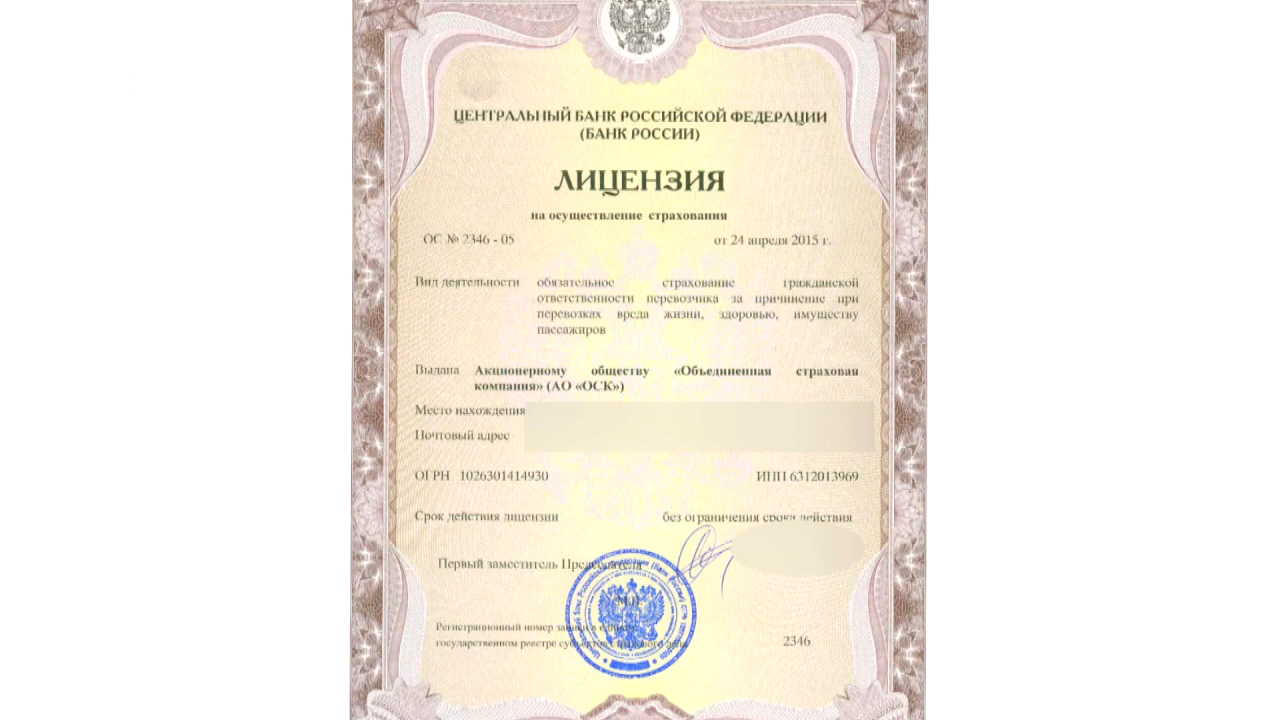 ЦЕНТРАЛЬНЫЙ БАНК РОССИЙСКОЙ ФЕДЕРАЦИИ
(БАНК РОССИИ)
ЛИЦЕНЗИЯ
на осуществление страхования
ОС № 2346 - 05 от 24 апреля 2015 г.
Вид деятельности обязательное страхование гражданской
ответственности перевозчика за причинение при
перевозках вреда жизни, здоровью, имуществу
пассажиров
Выдана Акционерному обществу «Объединенная страховая
компания» (АО «ОСК»)
Место нахождения
Почтовый адрес
ОГРН 1026301414930 ИНН 6312013969
Срок действия лицензии без ограничения срока действия
Первый заместитель Председателя
М.П.
Регистрационный номер записи в едином
государственном реестре субъектов страхового дела 2346